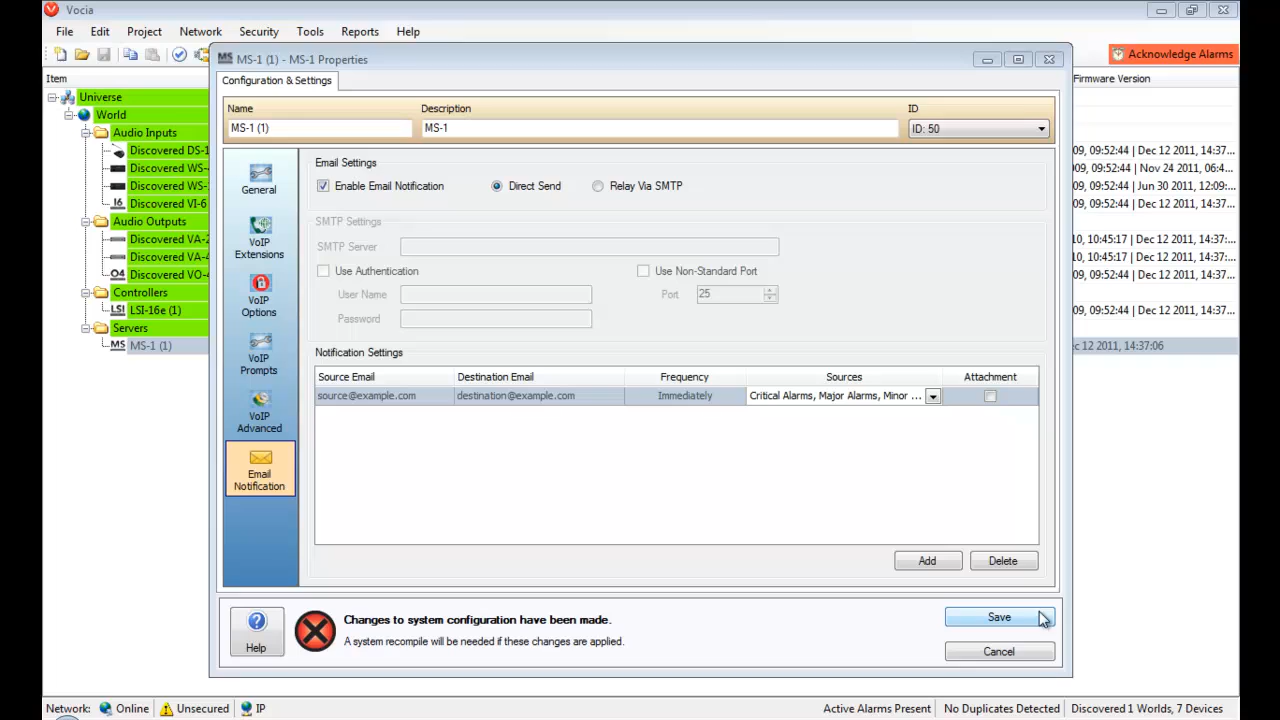 Vocia
File Edit Project Network Security Tools Reports Help
Acknowledge Alarms
Item
Firmware Version
Universe
World
Audio Inputs
Discovered DS-1
Discovered WS-4
Discovered WS-
Discovered VI-6
Audio Outputs
Discovered VA-2
Discovered VA-4
Discovered VO-4
Controllers
LSI-16e (1)
Servers
MS-1 (1)
MS-1 (1) - MS-1 Properties
Configuration & Settings
Name Description ID
MS-1 (1) MS-1 ID: 50
General
VoIP
Extensions
VoIP
Options
VoIP
Prompts
VoIP
Advanced
Email
Notification
Email Settings
Enable Email Notification Direct Send Relay Via SMTP
SMTP Settings
SMTP Server
Use Authentication Use Non-Standard Port
User Name Port 25
Password
Notification Settings
Source Email Destination Email Frequency Sources Attachment
source@example.com destination@example.com Immediately Critical Alarms, Major Alarms, Minor ...
Add Delete
Help
Changes to system configuration have been made.
A system recompile will be needed if these changes are applied.
Save
Cancel
09, 09:52:44 | Dec 12 2011, 14:37...
09, 09:52:44 | Nov 24 2011, 06:4...
09, 09:52:44 | Jun 30 2011, 12:09:...
09, 09:52:44 | Dec 12 2011, 14:37...
10, 10:45:17 | Dec 12 2011, 14:37:...
09, 09:52:44 | Dec 12 2011, 14:37...
10, 10:45:17 | Dec 12 2011, 14:37:...
09, 09:52:44 | Dec 12 2011, 14:37...
c 12 2011, 14:37:06
Network: Online Unsecured IP Active Alarms Present No Duplicates Detected Discovered 1 Worlds, 7 Devices